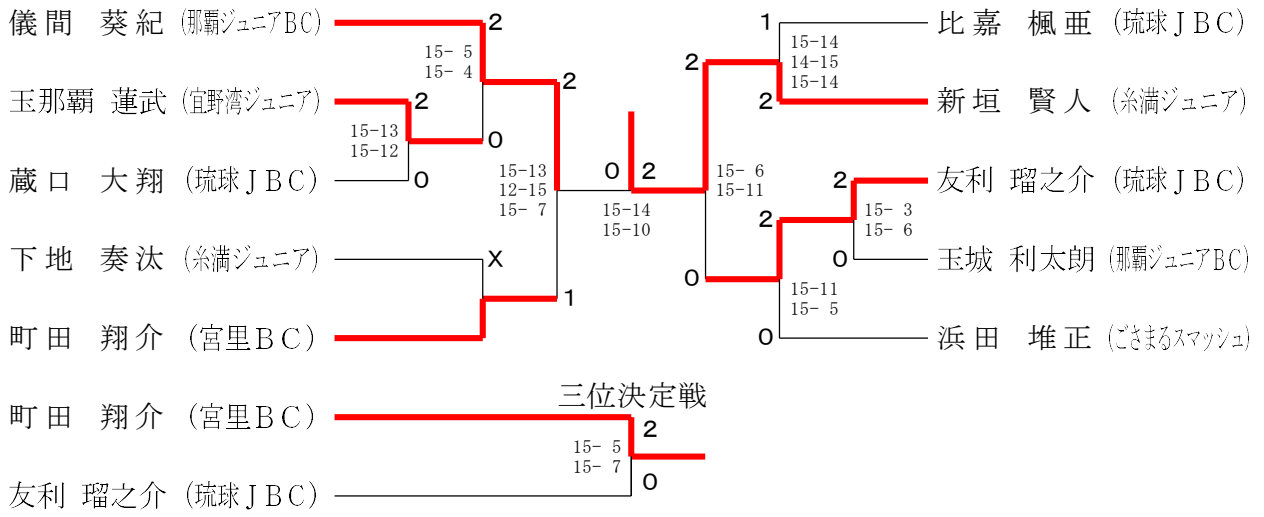 儀間 葵紀 (那覇ジュニアBC)
2
15- 5
15- 4
2
玉那覇 蓮武 (宜野湾ジュニア)
2
15-13
15-12
0
蔵口 大翔 (琉球JBC)
0
15-13
12-15
15- 7
下地 奏汰 (糸満ジュニア)
X
1
町田 翔介 (宮里BC)
0 2
15-14
15-10
1
比嘉 楓亜 (琉球JBC)
15-14
14-15
15-14
2
2
新垣 賢人 (糸満ジュニア)
15- 6
15-11
2
友利 瑠之介 (琉球JBC)
15- 3
15- 6
2
0
玉城 利太朗 (那覇ジュニアBC)
0
15-11
15- 5
0
浜田 堆正 (ごさまるスマッシュ)
三位決定戦
町田 翔介 (宮里BC)
2
15- 5
15- 7
0
友利 瑠之介 (琉球JBC)